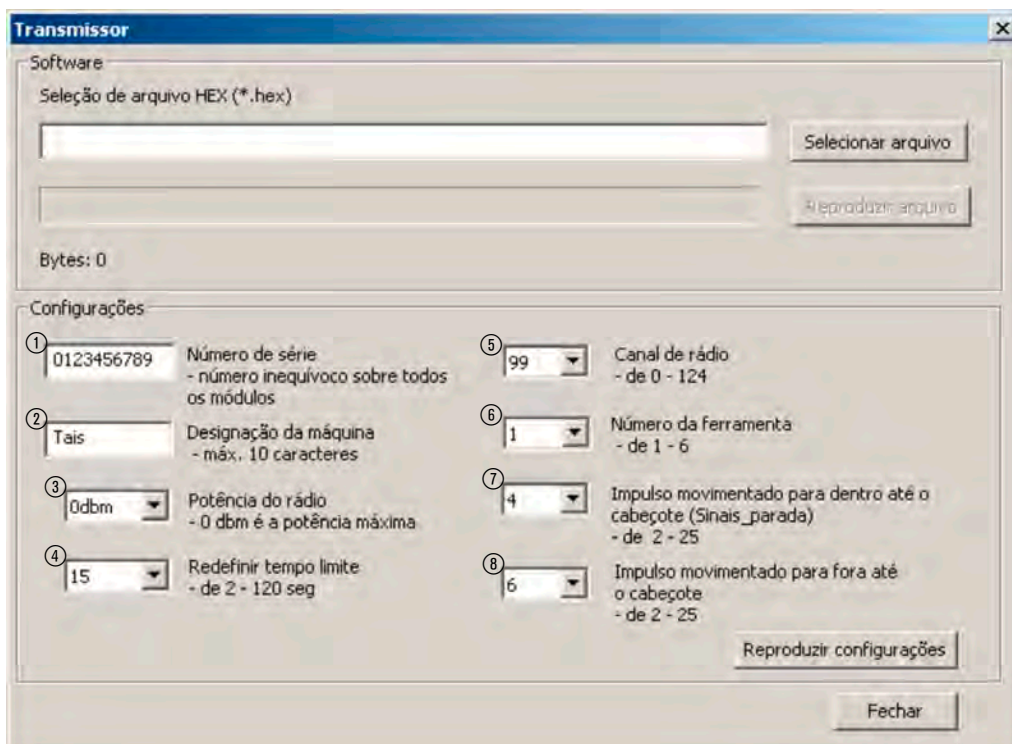 Transmissor
Software
Seleção de arquivo HEX (*.hex)
Selecionar arquivo
Reproduzir arquivo
Bytes: 0
Configurações
① 0123456789 Número de série
- número inequívoco sobre todos
os módulos
② Tais Designação da máquina
- máx. 10 caracteres
③ 0dbm Potência do rádio
- 0 dbm é a potência máxima
④ 15 Redefinir tempo limite
- de 2 - 120 seg
⑤ 99 Canal de rádio
- de 0 - 124
⑥ 1 Número da ferramenta
- de 1 - 6
⑦ 4 Impulso movimentado para dentro até o
cabeçote (Sinais_parada)
- de 2 - 25
⑧ 6 Impulso movimentado para fora até
o cabeçote
- de 2 - 25
Reproduzir configurações
Fechar